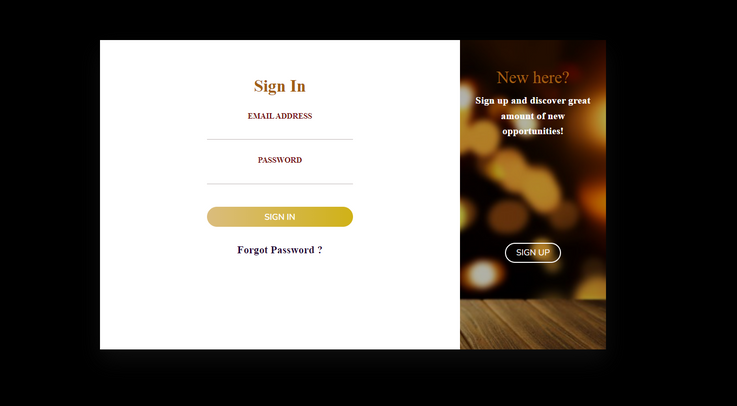 Sign In
EMAIL ADDRESS
PASSWORD
SIGN IN
Forgot Password ?
New here?
Sign up and discover great
amount of new
opportunities!
SIGN UP